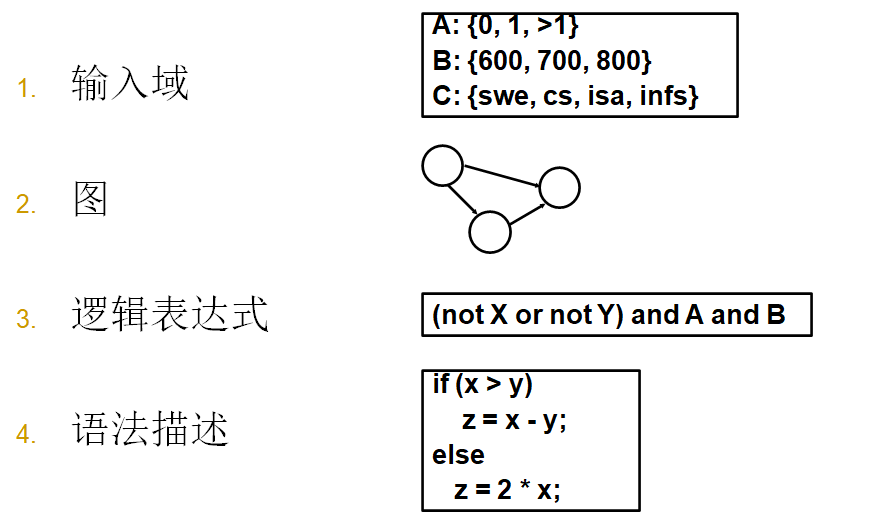 1. 输入域
A: {0, 1, >1}
B: {600, 700, 800}
C: {swe, cs, isa, infs}
2. 图
3. 逻辑表达式
(not X or not Y) and A and B
4. 语法描述
if (x > y)
z = x - y;
else
z = 2 * x;